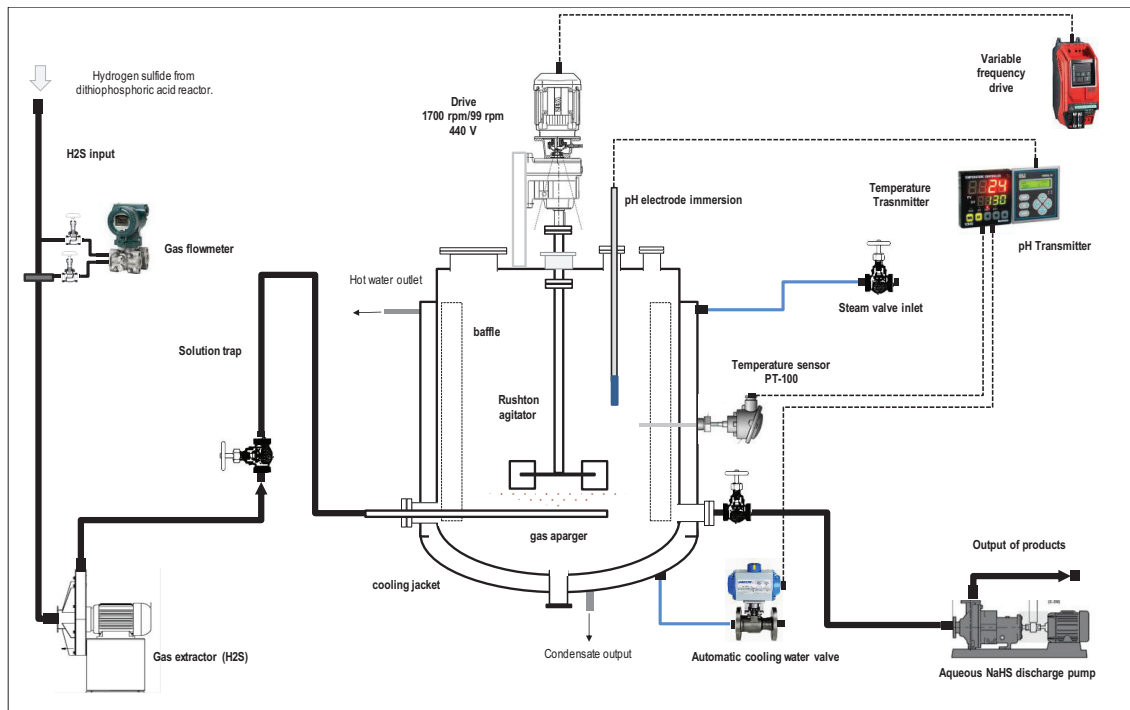 Hydrogen sulfide from
dithiophosphoric acid reactor.
H2S input
Gas flowmeter
Solution trap
Gas extractor (H2S)
Drive
1700 rpm/99 rpm
440 V
Variable
frequency
drive
pH electrode immersion
Temperature
Trasnmitter
pH Transmitter
24
130
Hot water outlet
baffle
Steam valve inlet
Rushton
agitator
Temperature sensor
PT-100
gas aparger
cooling jacket
Condensate output
Automatic cooling water valve
Output of products
Aqueous NaHS discharge pump